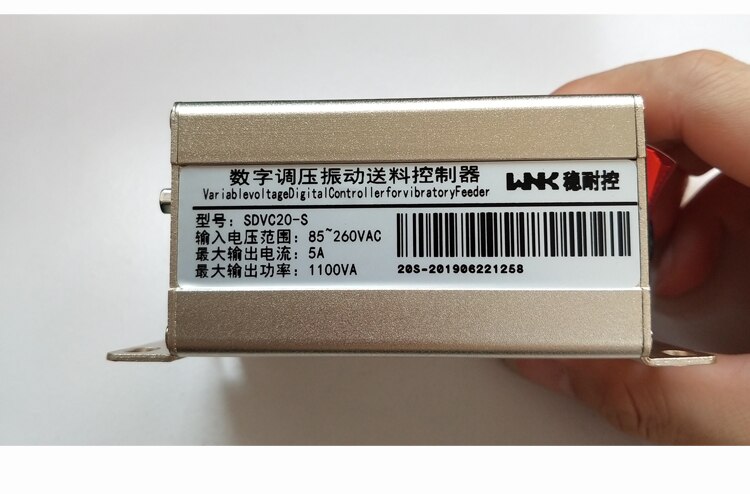 数字调压振动送料控制器
VariablevoltageDigitalControllerforvibratoryFeeder
WNK 稳耐控
型号: SDVC20-S
输入电压范围: 85~260VAC
最大输出电流: 5A
最大输出功率: 1100VA
20S-201906221258